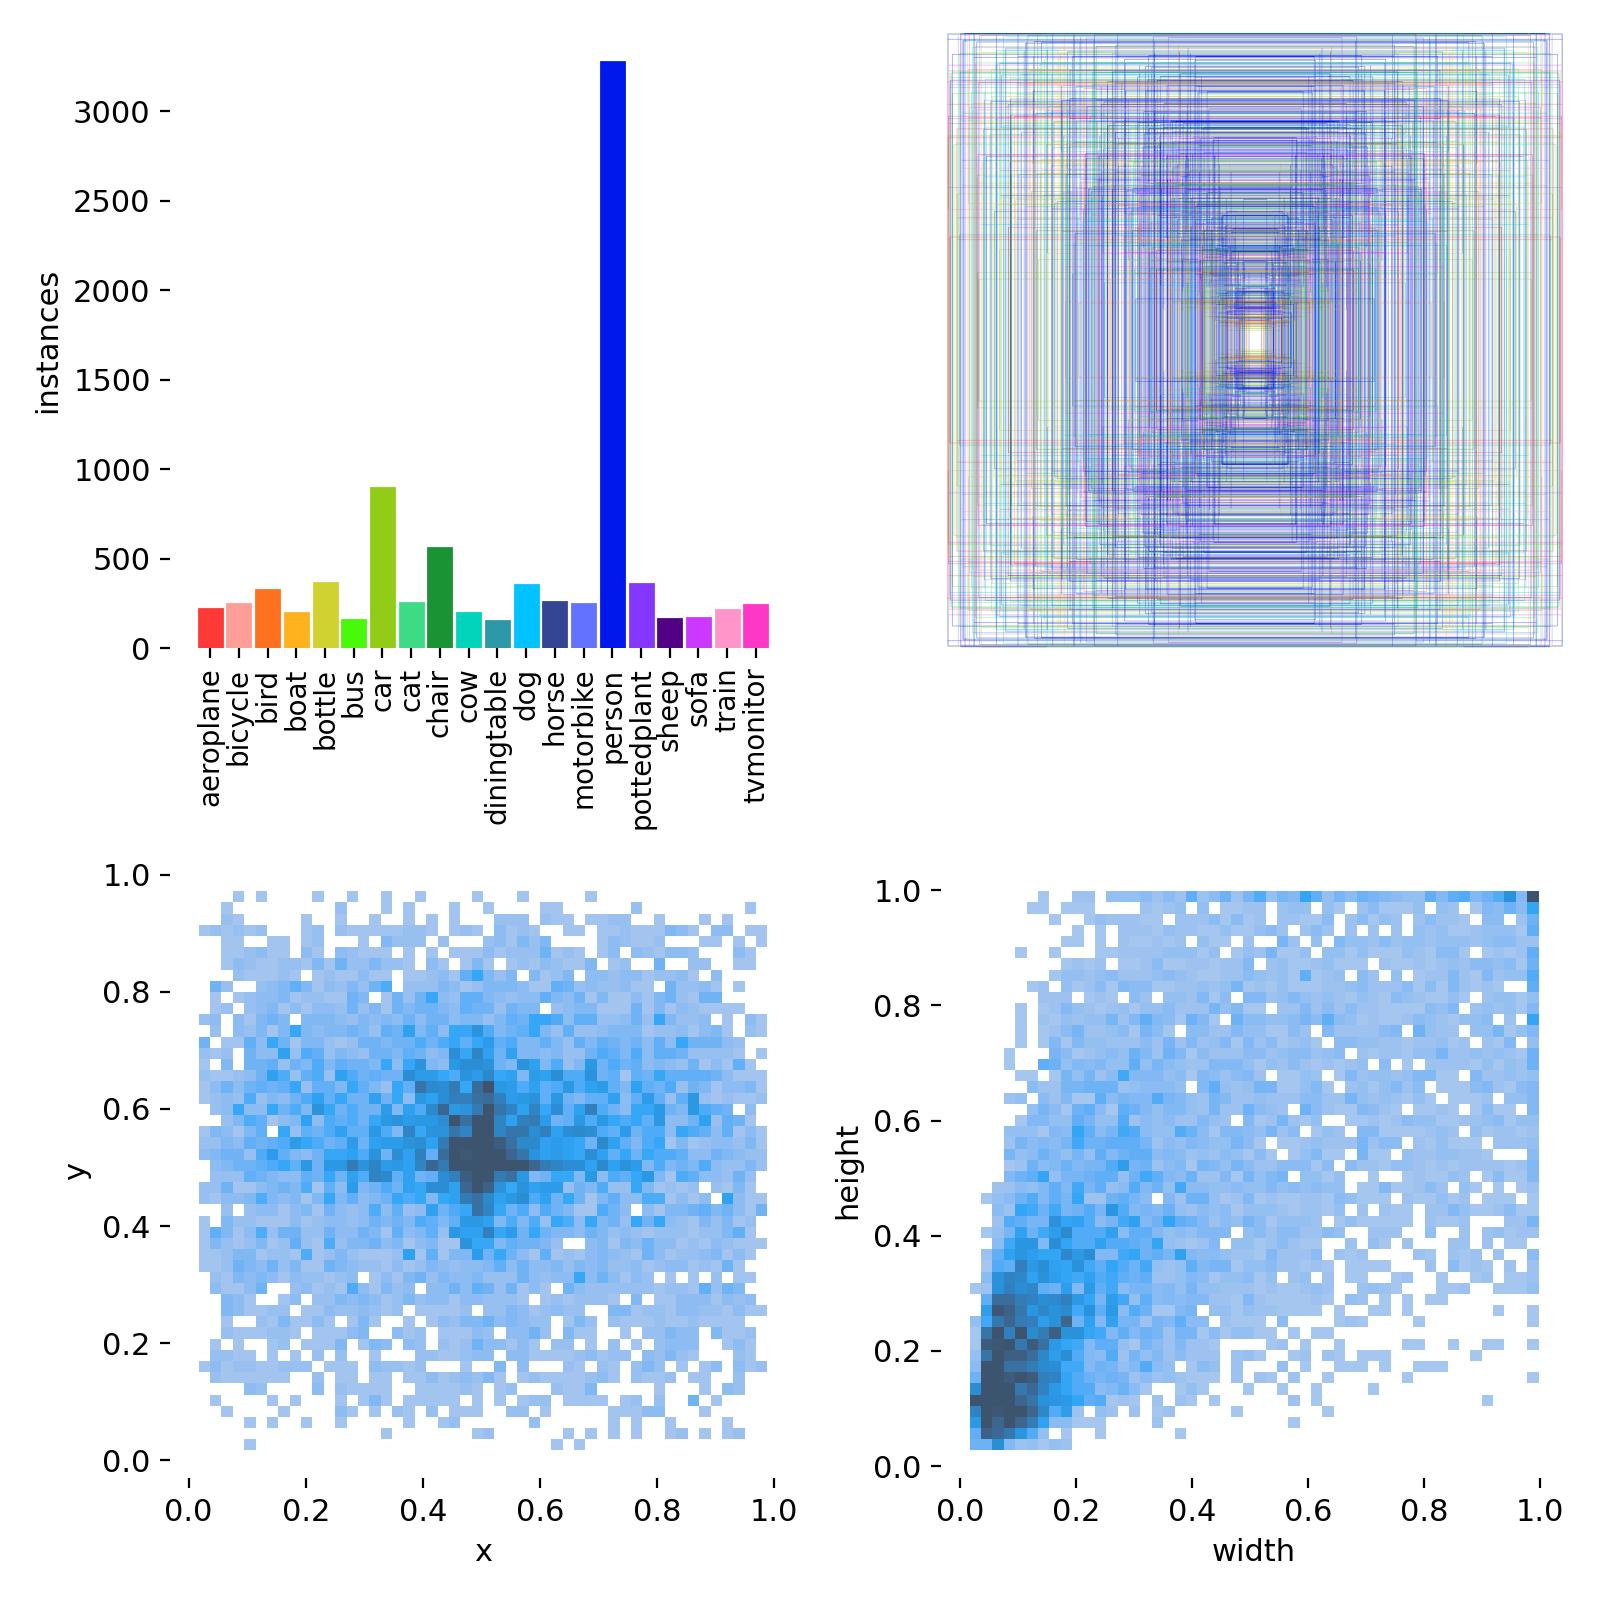 instances
3000
2500
2000
1500
1000
500
0
aeroplane
bicycle
bird
boat
bottle
bus
car
cat
chair
cow
diningtable
dog
horse
motorbike
person
pottedplant
sheep
sofa
train
tvmonitor
y
1.0
0.8
0.6
0.4
0.2
0.0
0.0 0.2 0.4 0.6 0.8 1.0
x
height
1.0
0.8
0.6
0.4
0.2
0.0
0.0 0.2 0.4 0.6 0.8 1.0
width